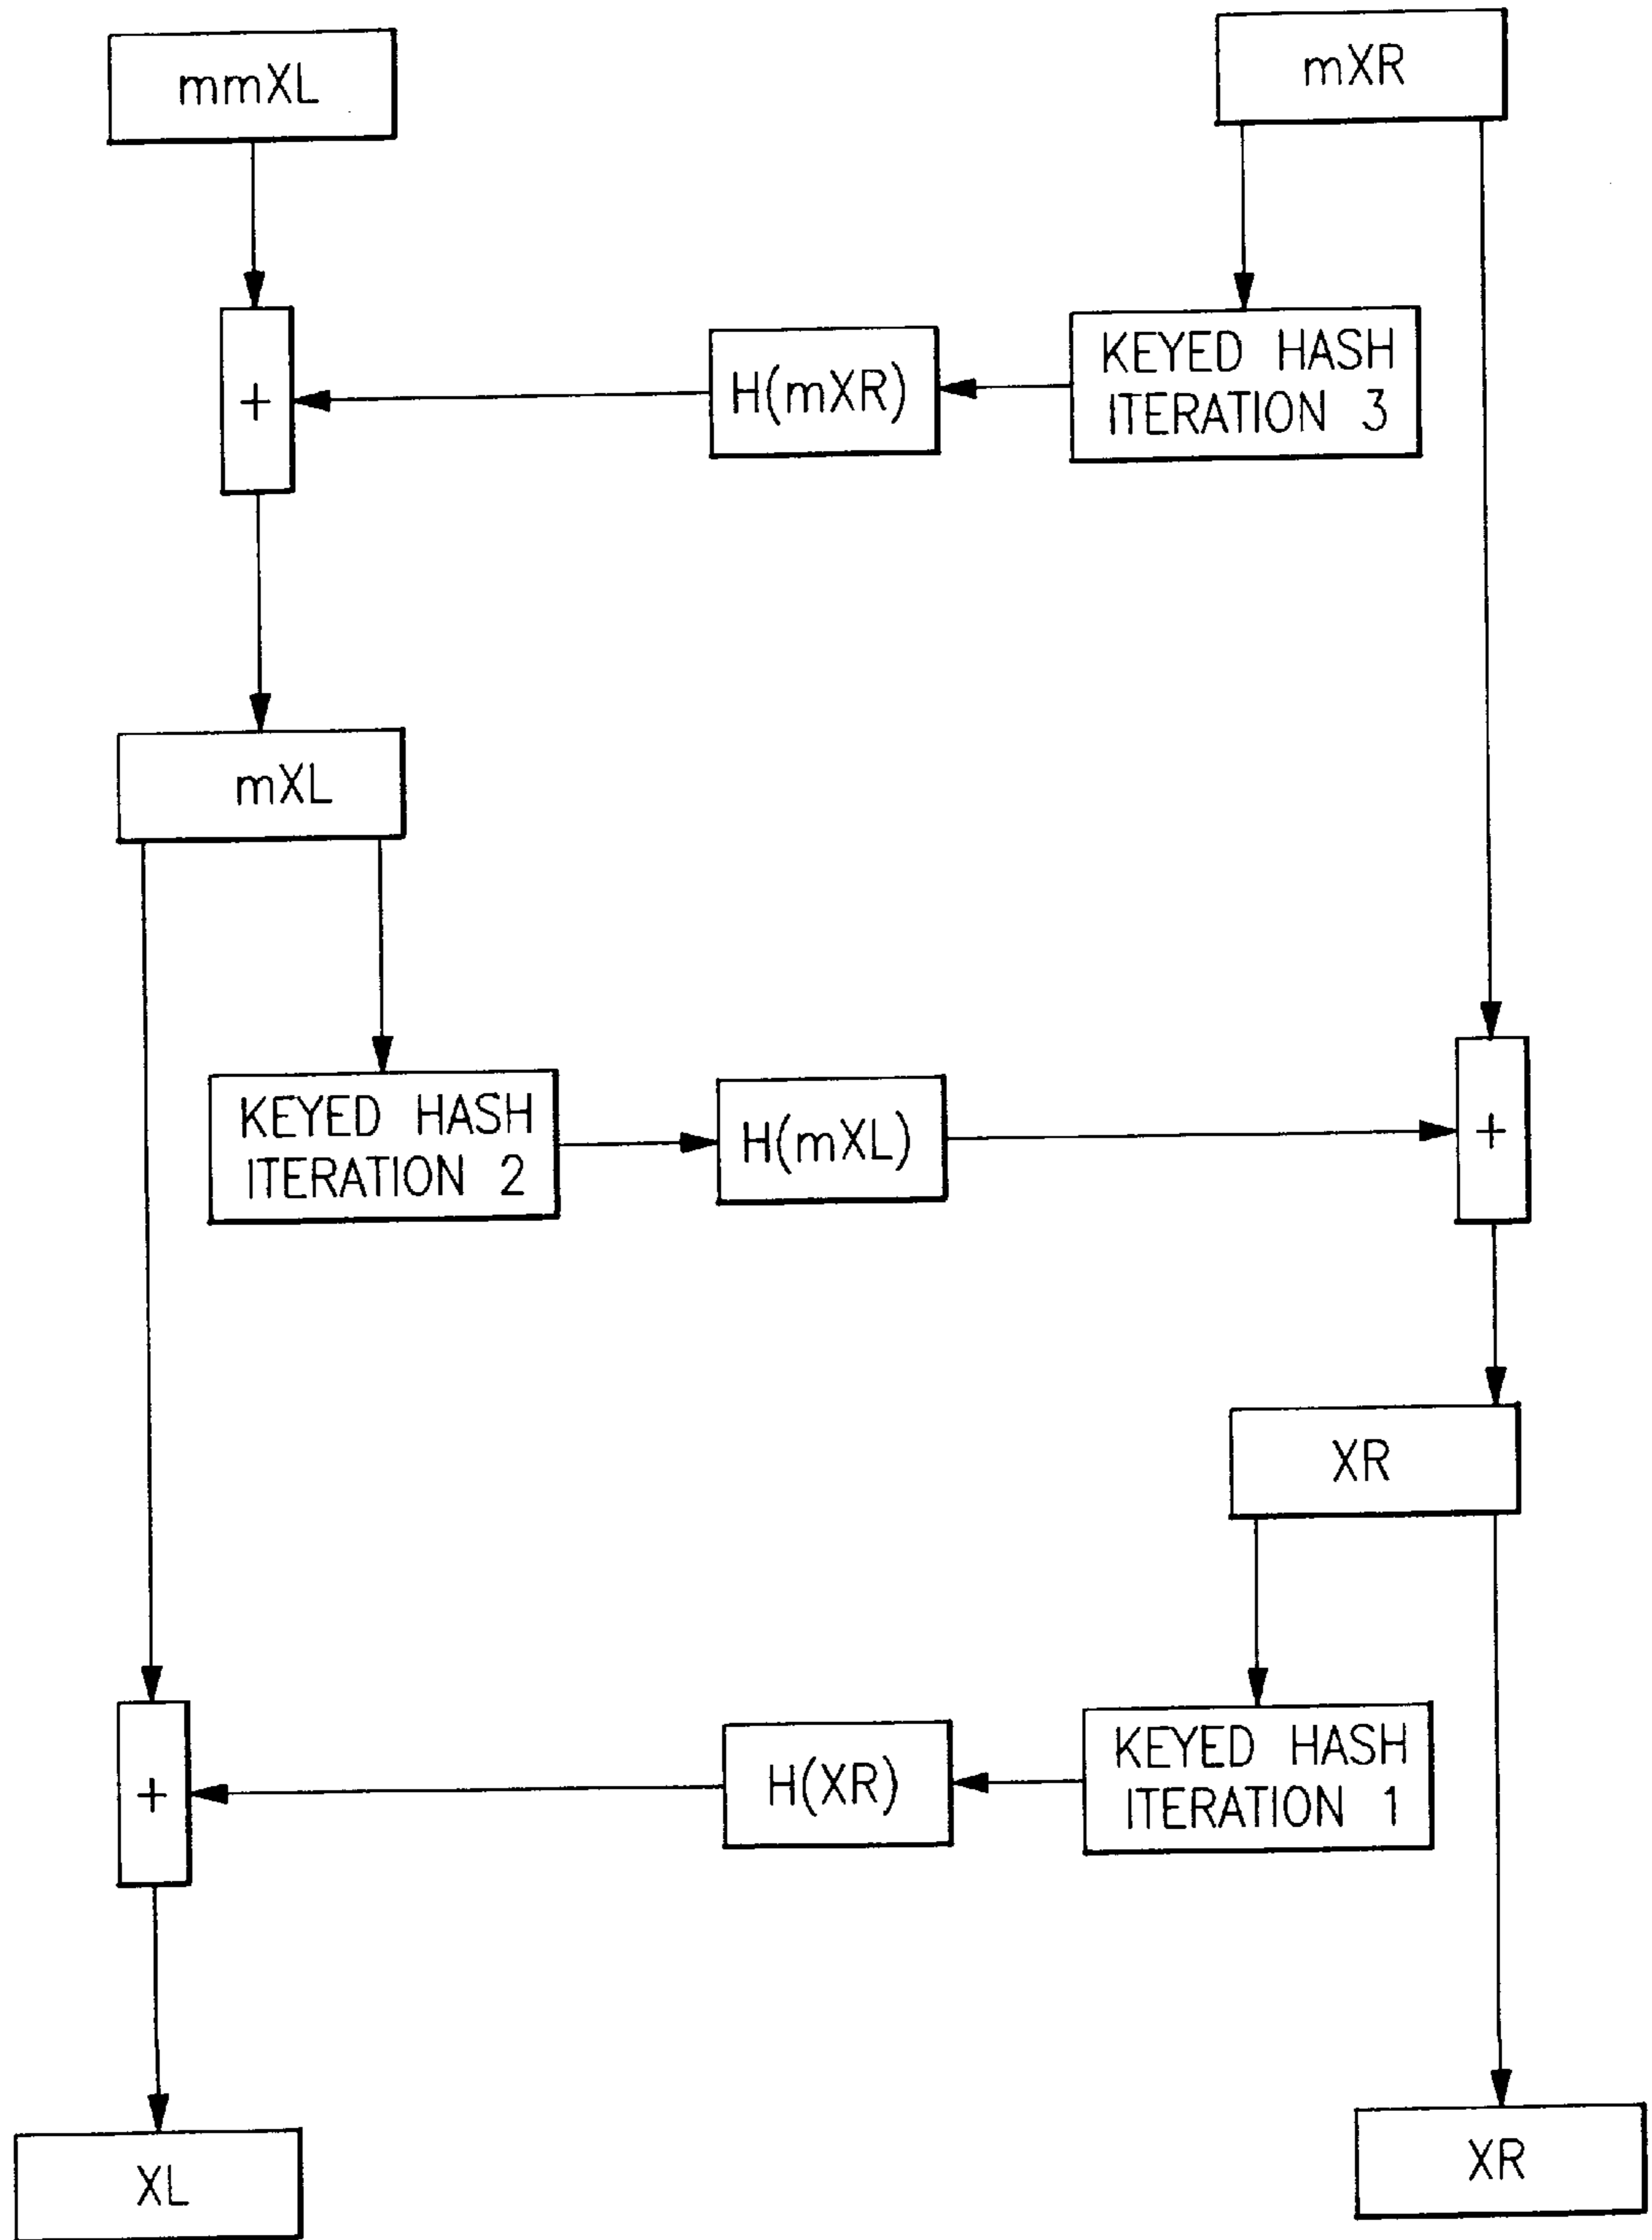 mmXL
mXR
+
H(mXR)
KEYED HASH
ITERATION 3
mXL
KEYED HASH
ITERATION 2
H(mXL)
+
XR
+
H(XR)
KEYED HASH
ITERATION 1
XL
XR